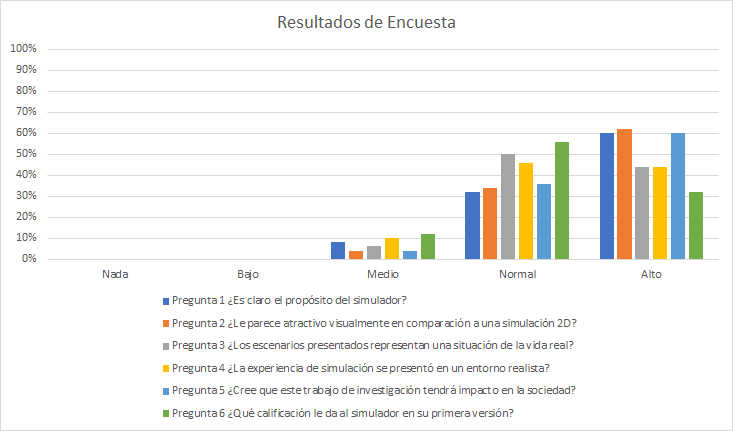 Resultados de Encuesta
100%
90%
80%
70%
60%
50%
40%
30%
20%
10%
0%
Nada Bajo Medio Normal Alto
Pregunta 1 ¿Es claro el propósito del simulador?
Pregunta 2 ¿Le parece atractivo visualmente en comparación a una simulación 2D?
Pregunta 3 ¿Los escenarios presentados representan una situación de la vida real?
Pregunta 4 ¿La experiencia de simulación se presentó en un entorno realista?
Pregunta 5 ¿Cree que este trabajo de investigación tendrá impacto en la sociedad?
Pregunta 6 ¿Qué calificación le da al simulador en su primera versión?